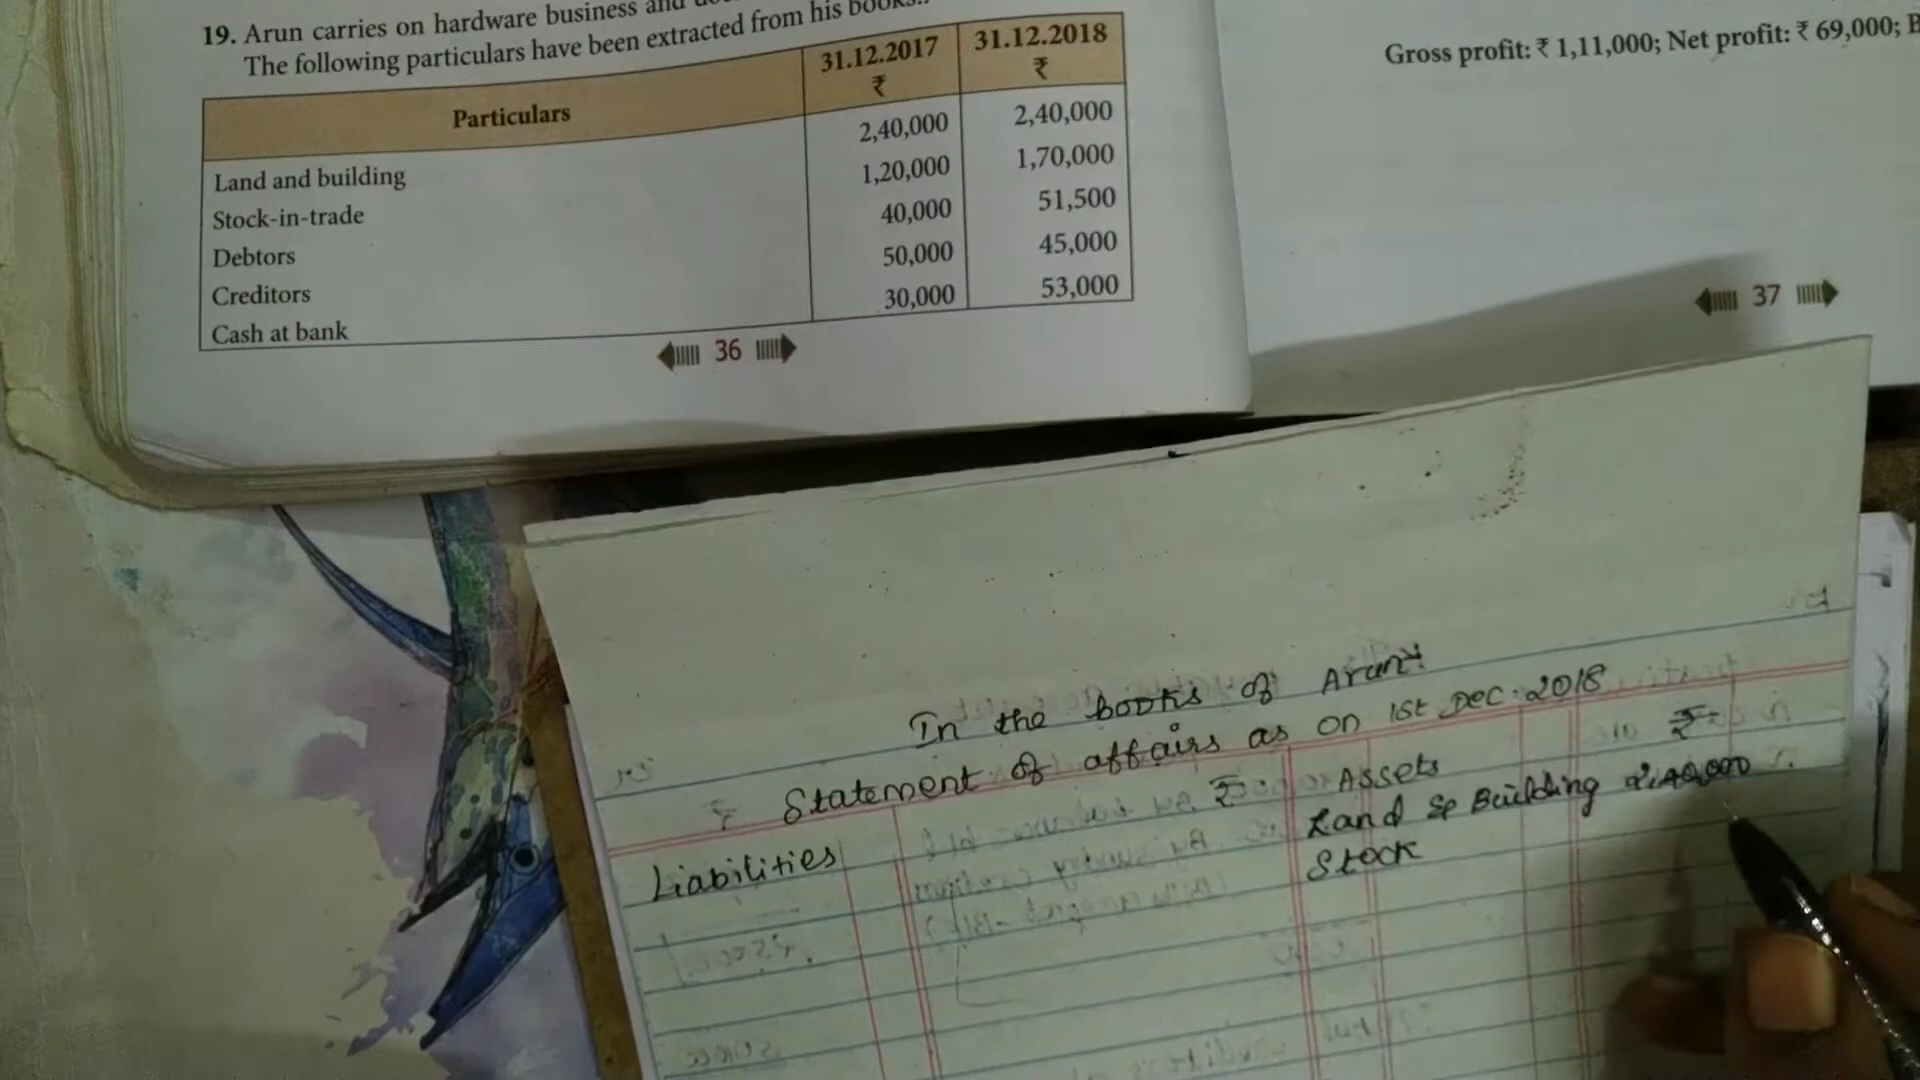 19. Arun carries on hardware business and
The following particulars have been extracted from his books..
Particulars 31.12.2017 ₹ 31.12.2018 ₹
Land and building 2,40,000 2,40,000
Stock-in-trade 1,20,000 1,70,000
Debtors 40,000 51,500
Creditors 50,000 45,000
Cash at bank 30,000 53,000
36
Gross profit: ₹ 1,11,000; Net profit: ₹ 69,000; B
37
In the books of Arun
Statement of affairs as on 1st Dec. 2018
Liabilities ₹ Assets ₹
Land & Building 2,40,000
Stock